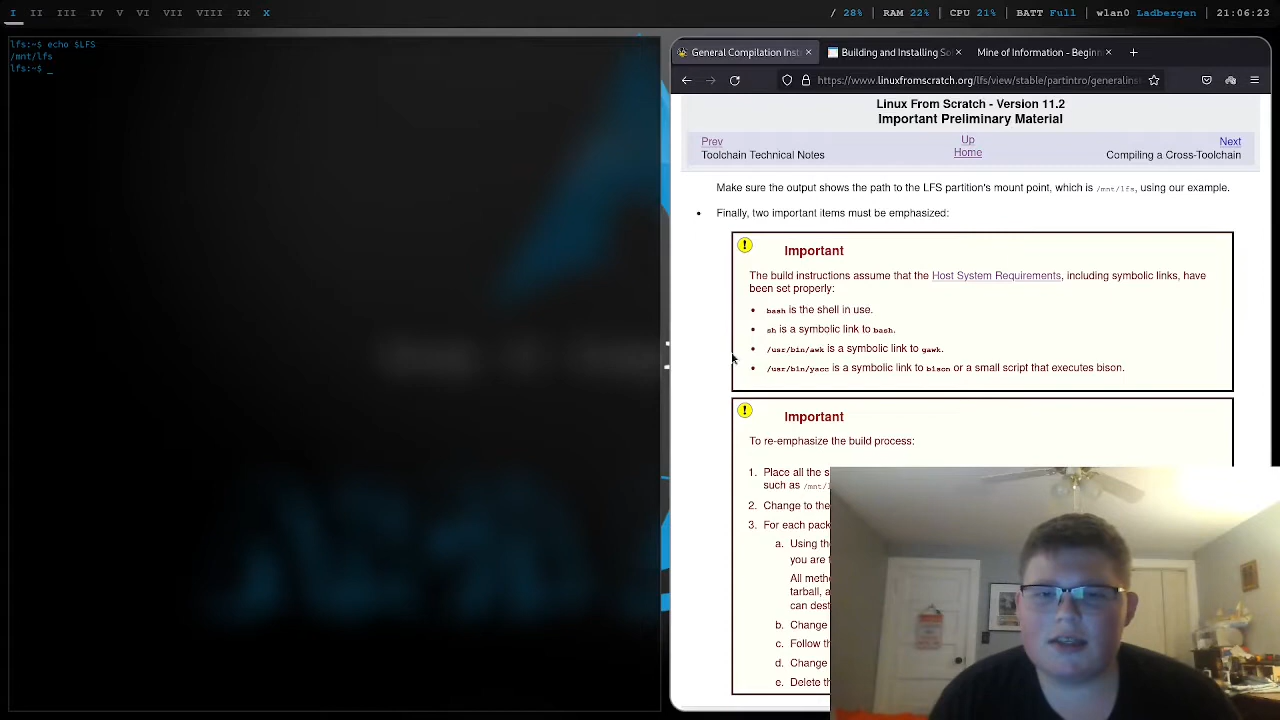 I II III IV V VI VII VIII IX X
/ 28% | RAM 22% | CPU 21% | BATT Full | wlan0 Ladbergen | 21:06:23
lfs:~$ echo $LFS
/mnt/lfs
lfs:~$ _
General Compilation Inst
Building and Installing So
Mine of Information - Beginn
https://www.linuxfromscratch.org/lfs/view/stable/partintro/generalins
Linux From Scratch - Version 11.2
Important Preliminary Material
Prev Up Next
Toolchain Technical Notes Home Compiling a Cross-Toolchain
Make sure the output shows the path to the LFS partition's mount point, which is /mnt/lfs, using our example.
• Finally, two important items must be emphasized:
Important
The build instructions assume that the Host System Requirements, including symbolic links, have
been set properly:
• bash is the shell in use.
• sh is a symbolic link to bash.
• /usr/bin/awk is a symbolic link to gawk.
• /usr/bin/yacc is a symbolic link to bison or a small script that executes bison.
Important
To re-emphasize the build process:
1. Place all the s
such as /mnt/l
2. Change to the
3. For each pack
a. Using th
you are
All metho
tarball, a
can dest
b. Change
c. Follow th
d. Change
e. Delete th